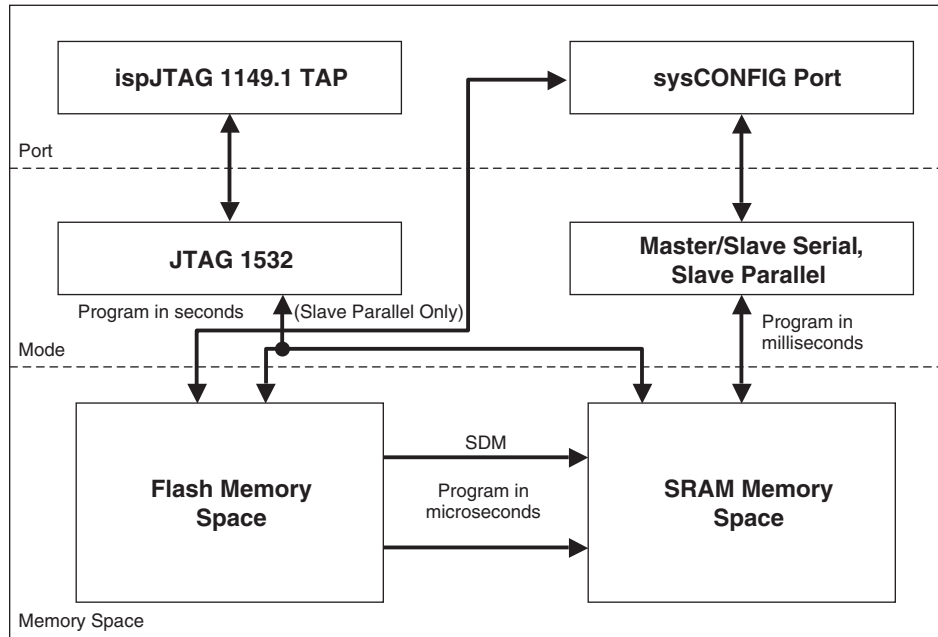 ispJTAG 1149.1 TAP
sysCONFIG Port
Port
JTAG 1532
Master/Slave Serial,
Slave Parallel
Program in seconds
(Slave Parallel Only)
Program in
milliseconds
Mode
SDM
Flash Memory
Space
Program in
microseconds
SRAM Memory
Space
Memory Space